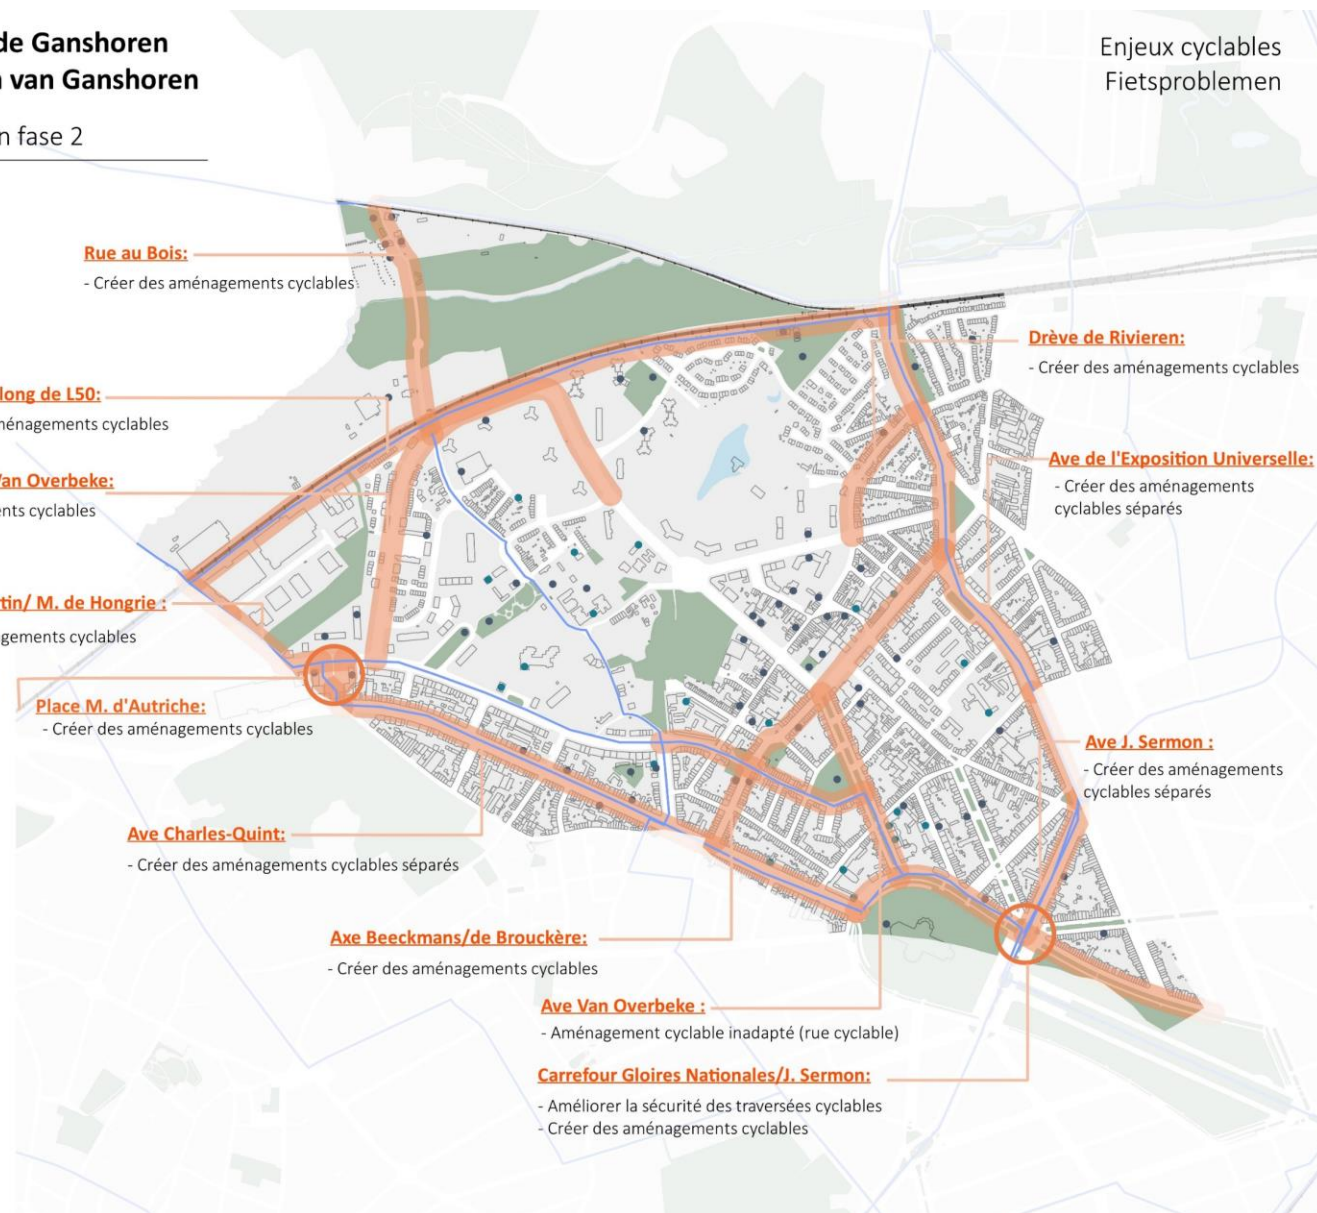 de Ganshoren
van Ganshoren
n fase 2
Enjeux cyclables
Fietsproblemen
Rue au Bois:
- Créer des aménagements cyclables
Drève de Rivieren:
- Créer des aménagements cyclables
long de L50:
ménagements cyclables
Van Overbeke:
ents cyclables
Ave de l'Exposition Universelle:
- Créer des aménagements
cyclables séparés
tin/ M. de Hongrie :
gements cyclables
Place M. d'Autriche:
- Créer des aménagements cyclables
Ave J. Sermon :
- Créer des aménagements
cyclables séparés
Ave Charles-Quint:
- Créer des aménagements cyclables séparés
Axe Beeckmans/de Brouckère:
- Créer des aménagements cyclables
Ave Van Overbeke :
- Aménagement cyclable inadapté (rue cyclable)
Carrefour Gloires Nationales/J. Sermon:
- Améliorer la sécurité des traversées cyclables
- Créer des aménagements cyclables